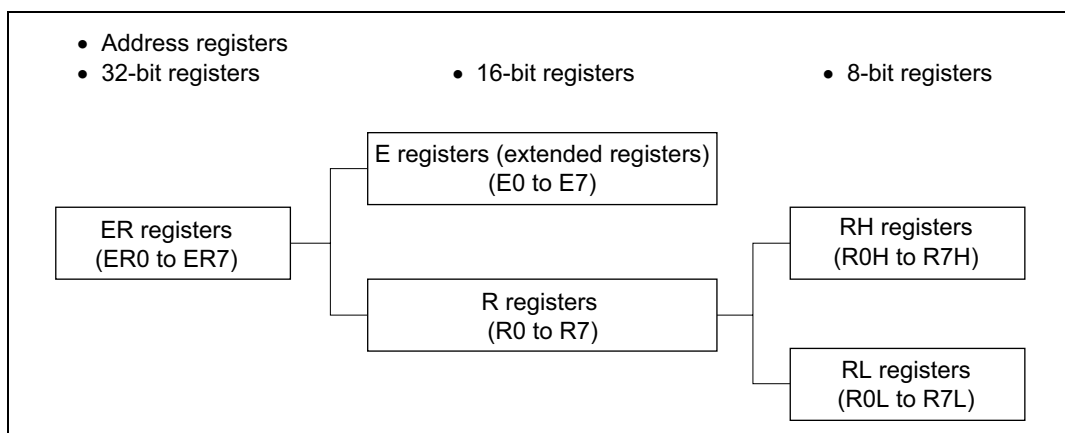 • Address registers
• 32-bit registers
• 16-bit registers
• 8-bit registers
E registers (extended registers)
(E0 to E7)
ER registers
(ER0 to ER7)
RH registers
(R0H to R7H)
R registers
(R0 to R7)
RL registers
(R0L to R7L)